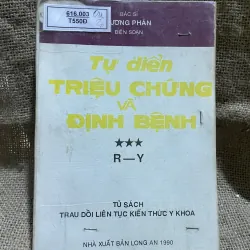 616.003
T550Đ
BÁC SĨ
ƯƠNG PHÁN
BIÊN SOẠN
Tự điển
TRIỆU CHỨNG
VÀ
ĐỊNH BỆNH
★★★
R — Y
TỦ SÁCH
TRAU DỒI LIÊN TỤC KIẾN THỨC Y KHOA
NHÀ XUẤT BẢN LONG AN 1990